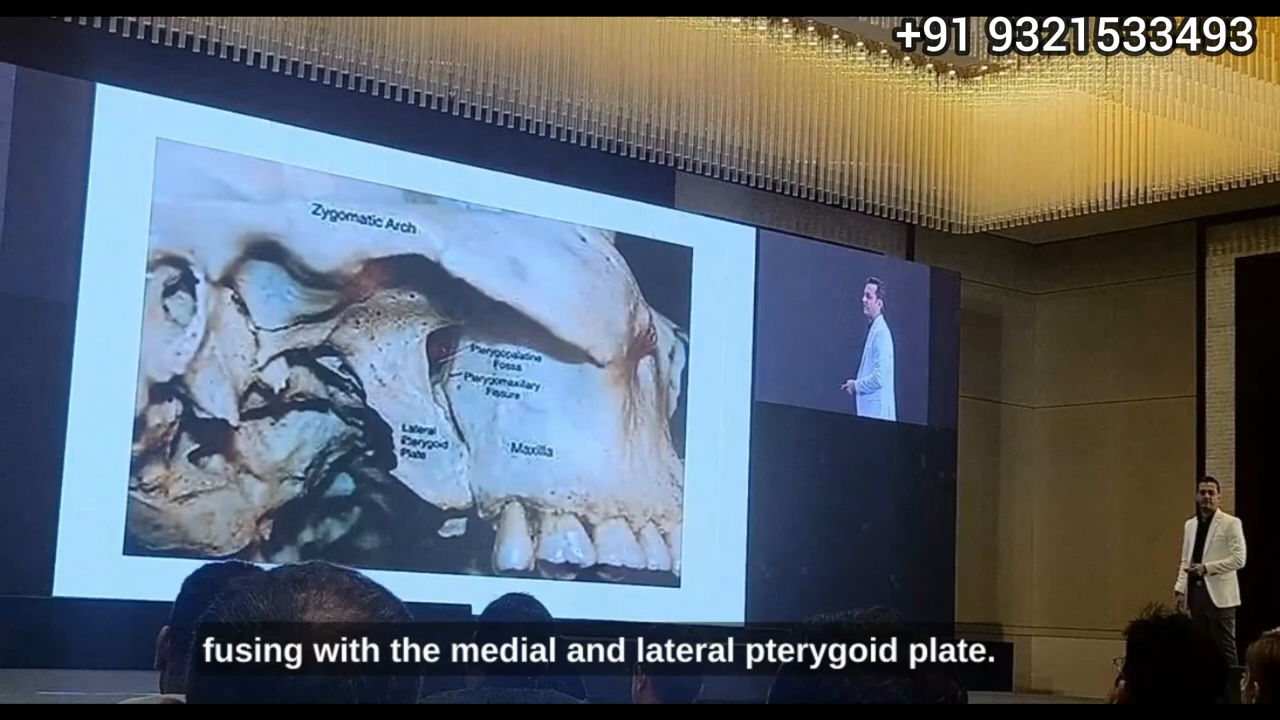 +91 9321533493
Zygomatic Arch
Pterygopalatine
Fossa
Pterygomaxillary
Fissure
Lateral
Pterygoid
Plate
Maxilla
fusing with the medial and lateral pterygoid plate.